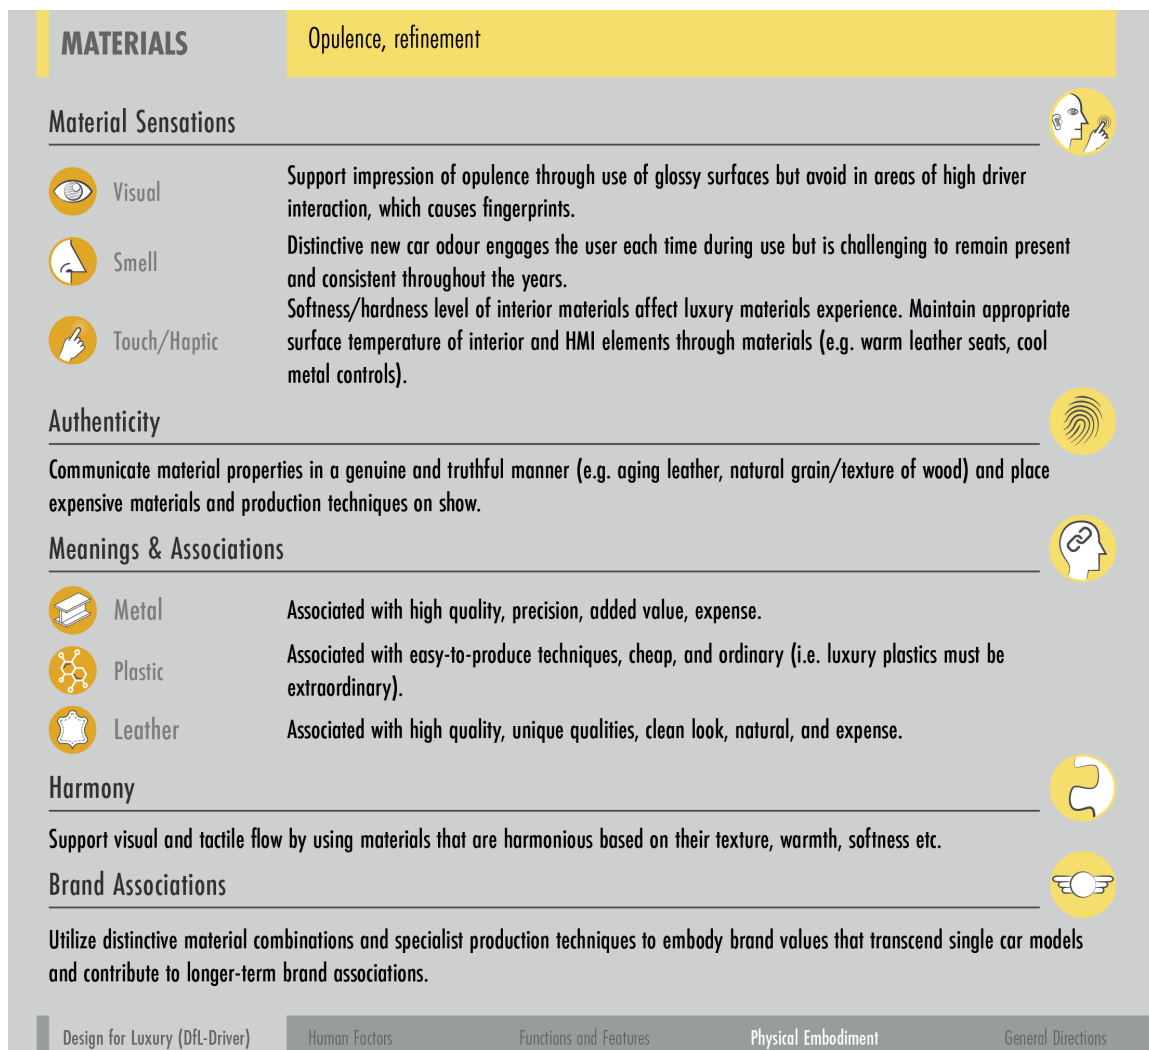 MATERIALS
Opulence, refinement
Material Sensations
Visual
Support impression of opulence through use of glossy surfaces but avoid in areas of high driver
interaction, which causes fingerprints.
Smell
Distinctive new car odour engages the user each time during use but is challenging to remain present
and consistent throughout the years.
Touch/Haptic
Softness/hardness level of interior materials affect luxury materials experience. Maintain appropriate
surface temperature of interior and HMI elements through materials (e.g. warm leather seats, cool
metal controls).
Authenticity
Communicate material properties in a genuine and truthful manner (e.g. aging leather, natural grain/texture of wood) and place
expensive materials and production techniques on show.
Meanings & Associations
Metal
Associated with high quality, precision, added value, expense.
Plastic
Associated with easy-to-produce techniques, cheap, and ordinary (i.e. luxury plastics must be
extraordinary).
Leather
Associated with high quality, unique qualities, clean look, natural, and expense.
Harmony
Support visual and tactile flow by using materials that are harmonious based on their texture, warmth, softness etc.
Brand Associations
Utilize distinctive material combinations and specialist production techniques to embody brand values that transcend single car models
and contribute to longer-term brand associations.
Design for Luxury (DfL-Driver)
Human Factors
Functions and Features
Physical Embodiment
General Directions